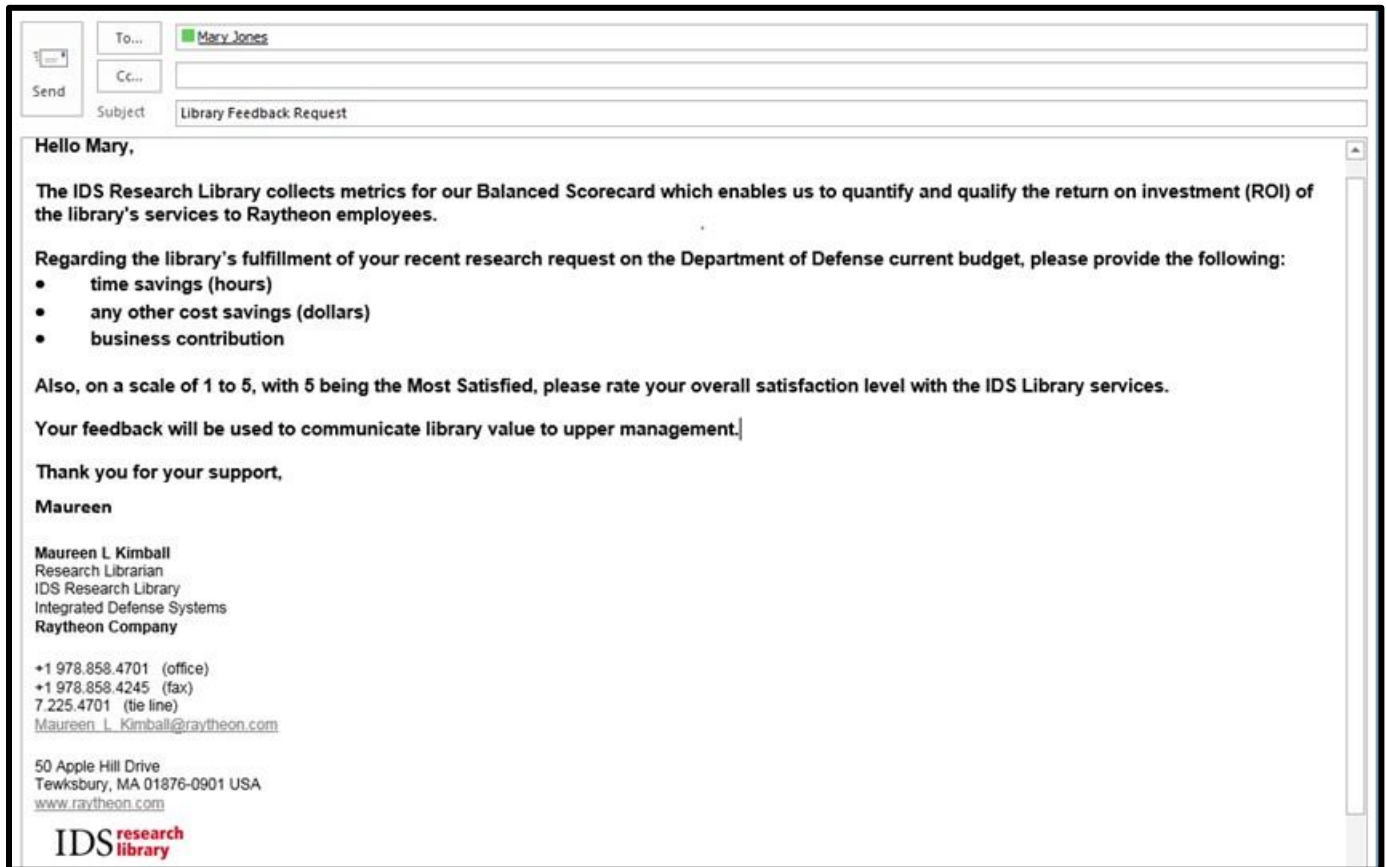 To...
Mary Jones
Cc...
Send
Subject
Library Feedback Request
Hello Mary,
The IDS Research Library collects metrics for our Balanced Scorecard which enables us to quantify and qualify the return on investment (ROI) of
the library's services to Raytheon employees.
Regarding the library’s fulfillment of your recent research request on the Department of Defense current budget, please provide the following:
• time savings (hours)
• any other cost savings (dollars)
• business contribution
Also, on a scale of 1 to 5, with 5 being the Most Satisfied, please rate your overall satisfaction level with the IDS Library services.
Your feedback will be used to communicate library value to upper management.
Thank you for your support,
Maureen
Maureen L Kimball
Research Librarian
IDS Research Library
Integrated Defense Systems
Raytheon Company
+1 978.858.4701 (office)
+1 978.858.4245 (fax)
7.225.4701 (tie line)
Maureen_L_Kimball@raytheon.com
50 Apple Hill Drive
Tewksbury, MA 01876-0901 USA
www.raytheon.com
IDS research
library